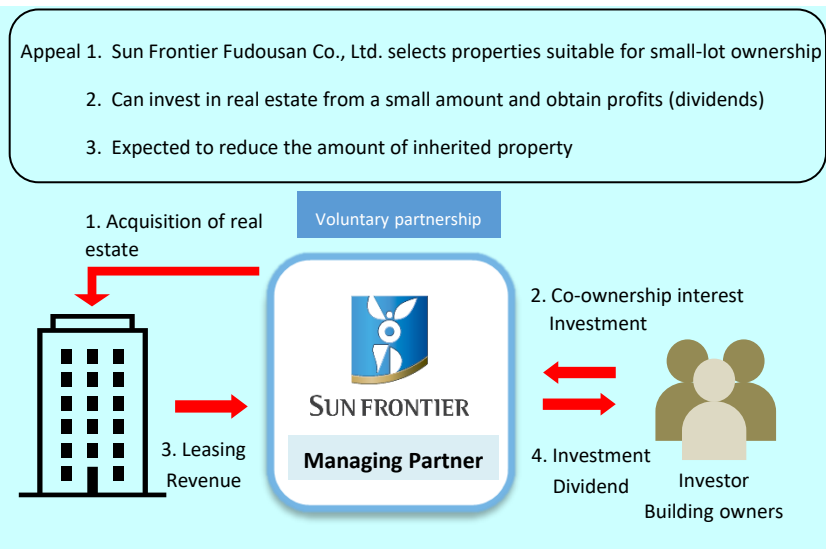 Appeal 1. Sun Frontier Fudousan Co., Ltd. selects properties suitable for small-lot ownership
2. Can invest in real estate from a small amount and obtain profits (dividends)
3. Expected to reduce the amount of inherited property
1. Acquisition of real
estate
Voluntary partnership
2. Co-ownership interest
Investment
SUN FRONTIER
Managing Partner
3. Leasing
Revenue
4. Investment
Dividend
Investor
Building owners